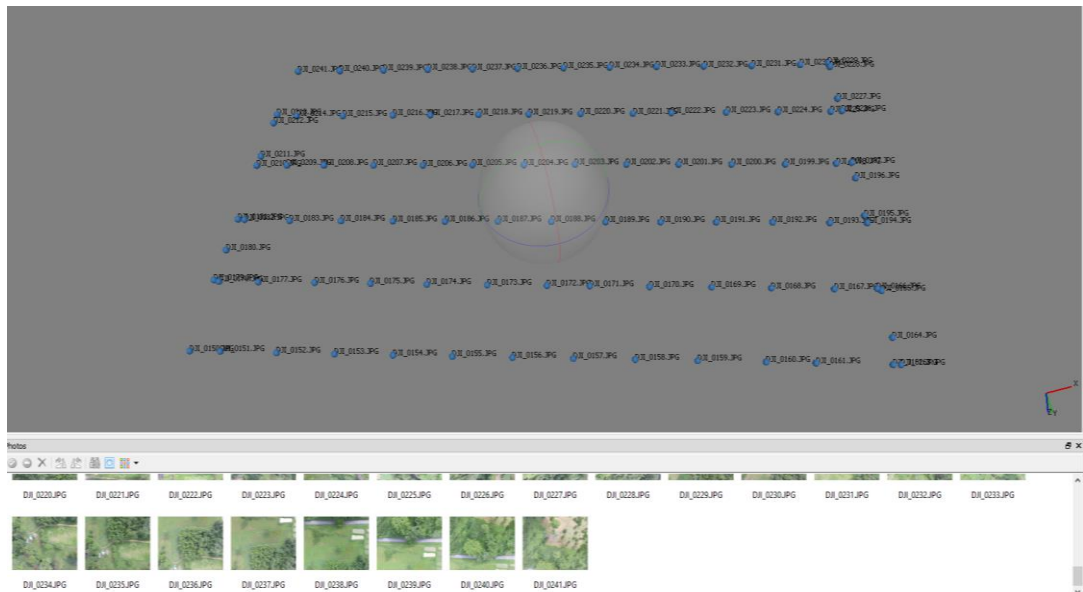 DJI_0241.JPG DJI_0240.JPG DJI_0239.JPG DJI_0238.JPG DJI_0237.JPG DJI_0236.JPG DJI_0235.JPG DJI_0234.JPG DJI_0233.JPG DJI_0232.JPG DJI_0231.JPG
DJI_0227.JPG
DJI_0215.JPG DJI_0216.JPG DJI_0217.JPG DJI_0218.JPG DJI_0219.JPG DJI_0220.JPG DJI_0221.JPG DJI_0222.JPG DJI_0223.JPG DJI_0224.JPG
DJI_0212.JPG
DJI_0211.JPG
DJI_0208.JPG DJI_0207.JPG DJI_0206.JPG DJI_0205.JPG DJI_0204.JPG DJI_0203.JPG DJI_0202.JPG DJI_0201.JPG DJI_0200.JPG DJI_0199.JPG
DJI_0196.JPG
DJI_0195.JPG
DJI_0183.JPG DJI_0184.JPG DJI_0185.JPG DJI_0186.JPG DJI_0187.JPG DJI_0188.JPG DJI_0189.JPG DJI_0190.JPG DJI_0191.JPG DJI_0192.JPG DJI_0193.JPG DJI_0194.JPG
DJI_0180.JPG
DJI_0177.JPG DJI_0176.JPG DJI_0175.JPG DJI_0174.JPG DJI_0173.JPG DJI_0172.JPG DJI_0171.JPG DJI_0170.JPG DJI_0169.JPG DJI_0168.JPG DJI_0167.JPG
DJI_0164.JPG
DJI_0150.JPG DJI_0151.JPG DJI_0152.JPG DJI_0153.JPG DJI_0154.JPG DJI_0155.JPG DJI_0156.JPG DJI_0157.JPG DJI_0158.JPG DJI_0159.JPG DJI_0160.JPG DJI_0161.JPG
X
Y
Photos
DJI_0220.JPG DJI_0221.JPG DJI_0222.JPG DJI_0223.JPG DJI_0224.JPG DJI_0225.JPG DJI_0226.JPG DJI_0227.JPG DJI_0228.JPG DJI_0229.JPG DJI_0230.JPG DJI_0231.JPG DJI_0232.JPG DJI_0233.JPG
DJI_0234.JPG DJI_0235.JPG DJI_0236.JPG DJI_0237.JPG DJI_0238.JPG DJI_0239.JPG DJI_0240.JPG DJI_0241.JPG